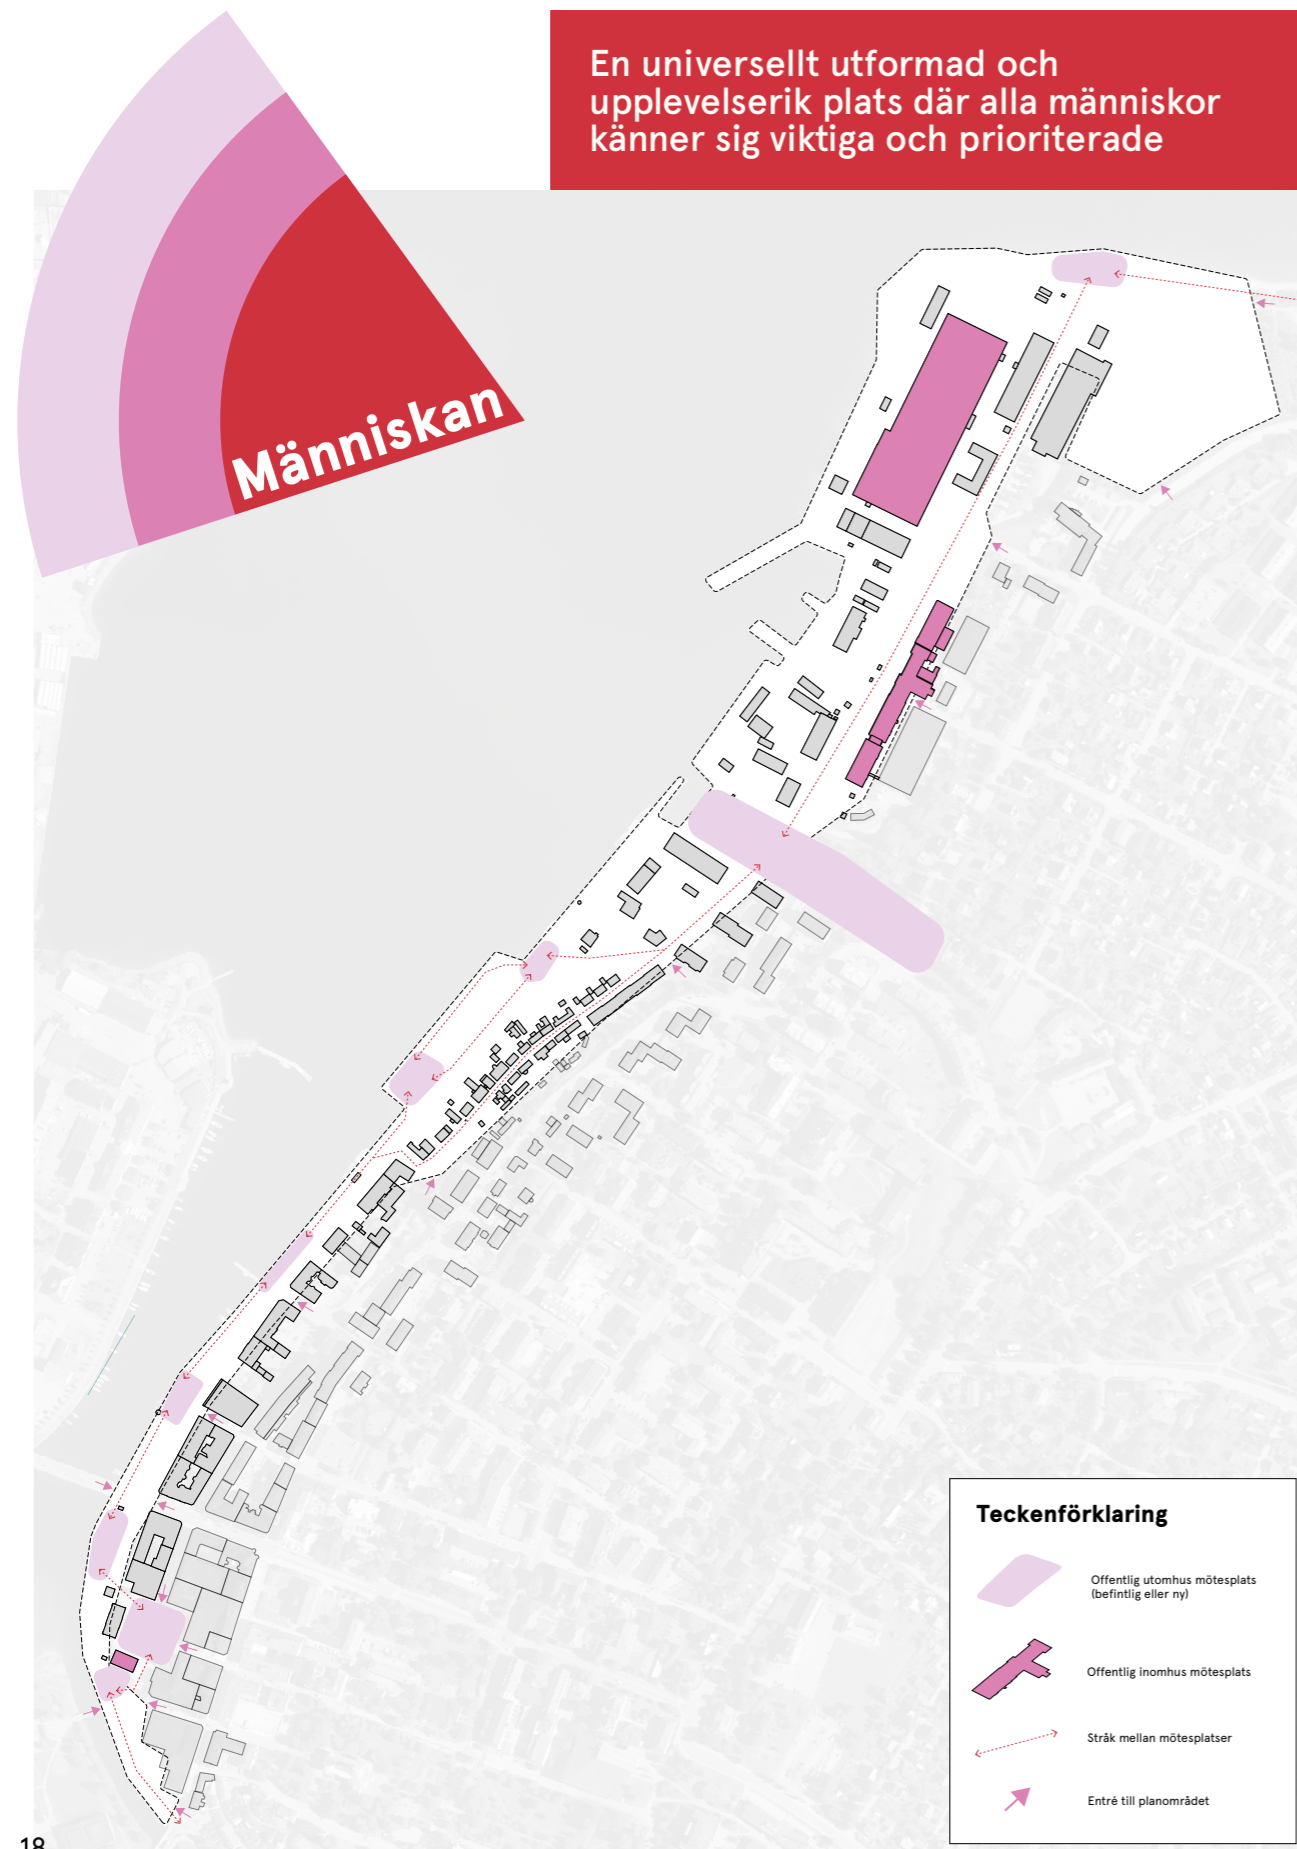 En universellt utformad och
upplevelserik plats där alla människor
känner sig viktiga och prioriterade
Människan
Teckenförklaring
Offentlig utomhus mötesplats
(befintlig eller ny)
Offentlig inomhus mötesplats
Stråk mellan mötesplatser
Entré till planområdet
18